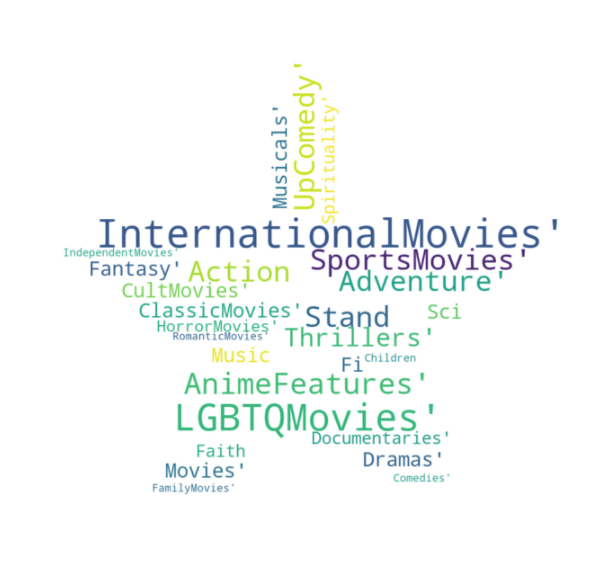 Musicals'
UpComedy'
Spirituality'
InternationalMovies'
IndependentMovies'
SportsMovies'
Fantasy'
Action
Adventure'
CultMovies'
ClassicMovies'
Stand
Sci
HorrorMovies'
RomanticMovies'
Thrillers'
Music
Fi
Children
AnimeFeatures'
LGBTQMovies'
Documentaries'
Faith
Dramas'
Movies'
Comedies'
FamilyMovies'